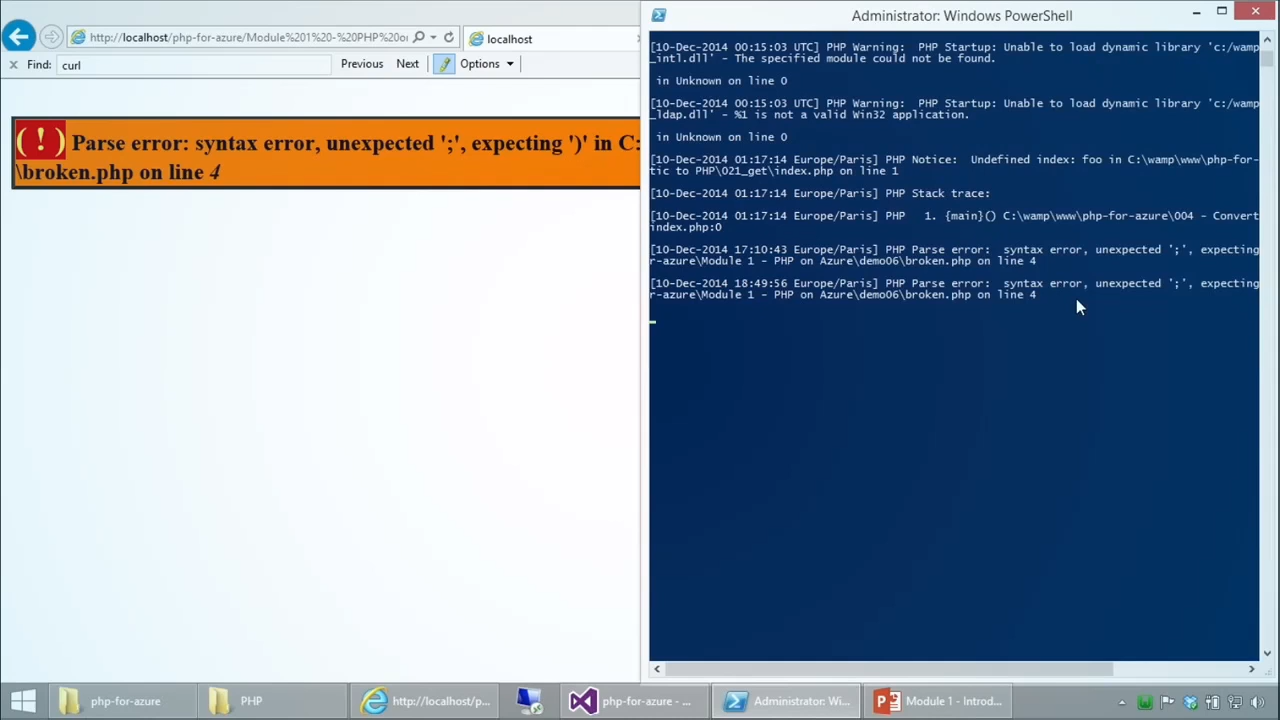 http://localhost/php-for-azure/Module%201%20-%20PHP%20o
localhost
Find: curl
Previous Next Options
( ! ) Parse error: syntax error, unexpected ';', expecting ')' in C:
\broken.php on line 4
Administrator: Windows PowerShell
[10-Dec-2014 00:15:03 UTC] PHP Warning:  PHP Startup: Unable to load dynamic library 'c:/wamp
_intl.dll' - The specified module could not be found.
in Unknown on line 0
[10-Dec-2014 00:15:03 UTC] PHP Warning:  PHP Startup: Unable to load dynamic library 'c:/wamp
_ldap.dll' - %1 is not a valid Win32 application.
in Unknown on line 0
[10-Dec-2014 01:17:14 Europe/Paris] PHP Notice:  Undefined index: foo in C:\wamp\www\php-for-
tic to PHP\021_get\index.php on line 1
[10-Dec-2014 01:17:14 Europe/Paris] PHP Stack trace:
[10-Dec-2014 01:17:14 Europe/Paris] PHP   1. {main}() C:\wamp\www\php-for-azure\004 - Convert
index.php:0
[10-Dec-2014 17:10:43 Europe/Paris] PHP Parse error:  syntax error, unexpected ';', expecting
r-azure\Module 1 - PHP on Azure\demo06\broken.php on line 4
[10-Dec-2014 18:49:56 Europe/Paris] PHP Parse error:  syntax error, unexpected ';', expecting
r-azure\Module 1 - PHP on Azure\demo06\broken.php on line 4
php-for-azure
PHP
http://localhost/p...
php-for-azure - ...
Administrator: Wi...
Module 1 - Introd...